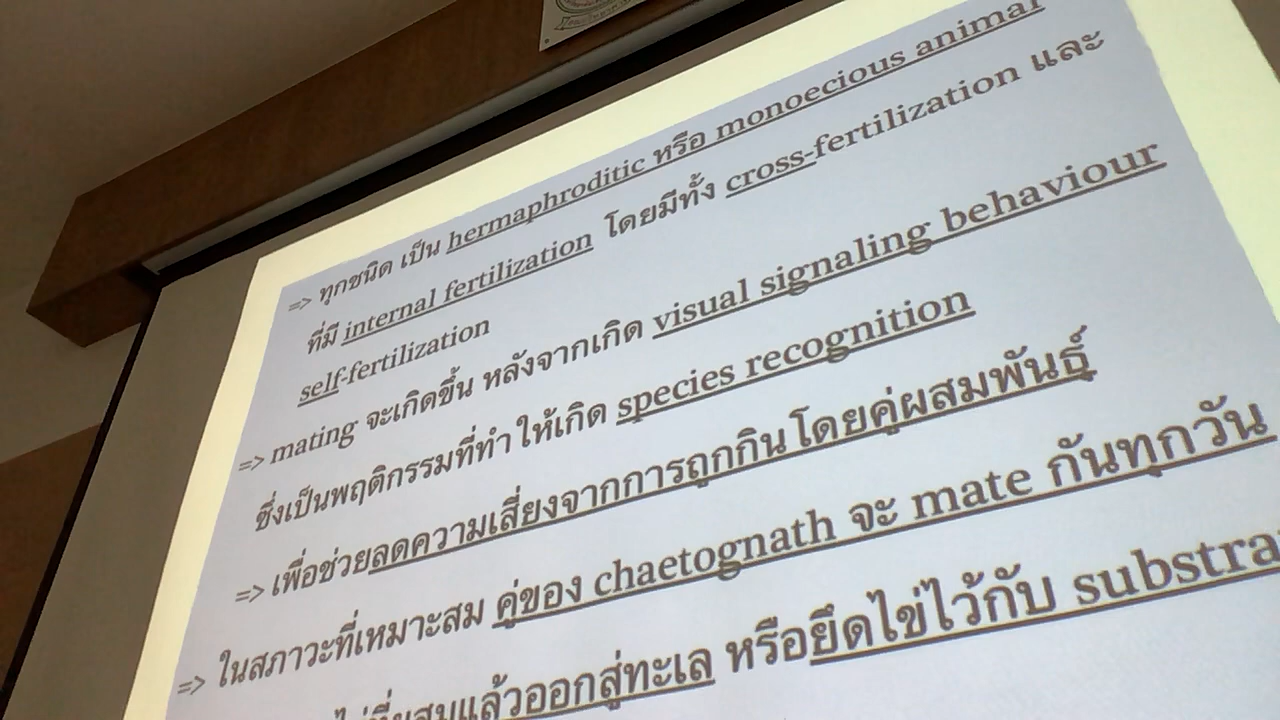 => ทุกชนิด เป็น hermaphroditic หรือ monoecious animal
ที่มี internal fertilization โดยมีทั้ง cross-fertilization และ
self-fertilization
=> mating จะเกิดขึ้น หลังจากเกิด visual signaling behaviour
ซึ่งเป็นพฤติกรรมที่ทำให้เกิด species recognition
=> เพื่อช่วยลดความเสี่ยงจากการถูกกินโดยคู่ผสมพันธุ์
=> ในสภาวะที่เหมาะสม คู่ของ chaetognath จะ mate กันทุกวัน
ไข่ที่ผสมแล้วออกสู่ทะเล หรือยึดไข่ไว้กับ substra